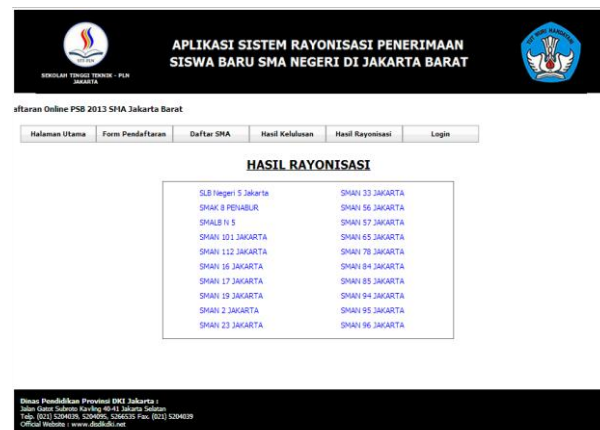 STT-PLN
SEKOLAH TINGGI TEKNIK - PLN
JAKARTA
APLIKASI SISTEM RAYONISASI PENERIMAAN
SISWA BARU SMA NEGERI DI JAKARTA BARAT
TUT WURI HANDAYANI
aftaran Online PSB 2013 SMA Jakarta Barat
Halaman Utama Form Pendaftaran Daftar SMA Hasil Kelulusan Hasil Rayonisasi Login
HASIL RAYONISASI
SLB Negeri 5 Jakarta SMAN 33 JAKARTA
SMAK 8 PENABUR SMAN 56 JAKARTA
SMALB N 5 SMAN 57 JAKARTA
SMAN 101 JAKARTA SMAN 65 JAKARTA
SMAN 112 JAKARTA SMAN 78 JAKARTA
SMAN 16 JAKARTA SMAN 84 JAKARTA
SMAN 17 JAKARTA SMAN 85 JAKARTA
SMAN 19 JAKARTA SMAN 94 JAKARTA
SMAN 2 JAKARTA SMAN 95 JAKARTA
SMAN 23 JAKARTA SMAN 96 JAKARTA
Dinas Pendidikan Provinsi DKI Jakarta :
Jalan Gatot Subroto Kavling 40-41 Jakarta Selatan
Telp. (021) 5204039, 5204095, 5266535 Fax. (021) 5204039
Official Website : www.disdikdki.net